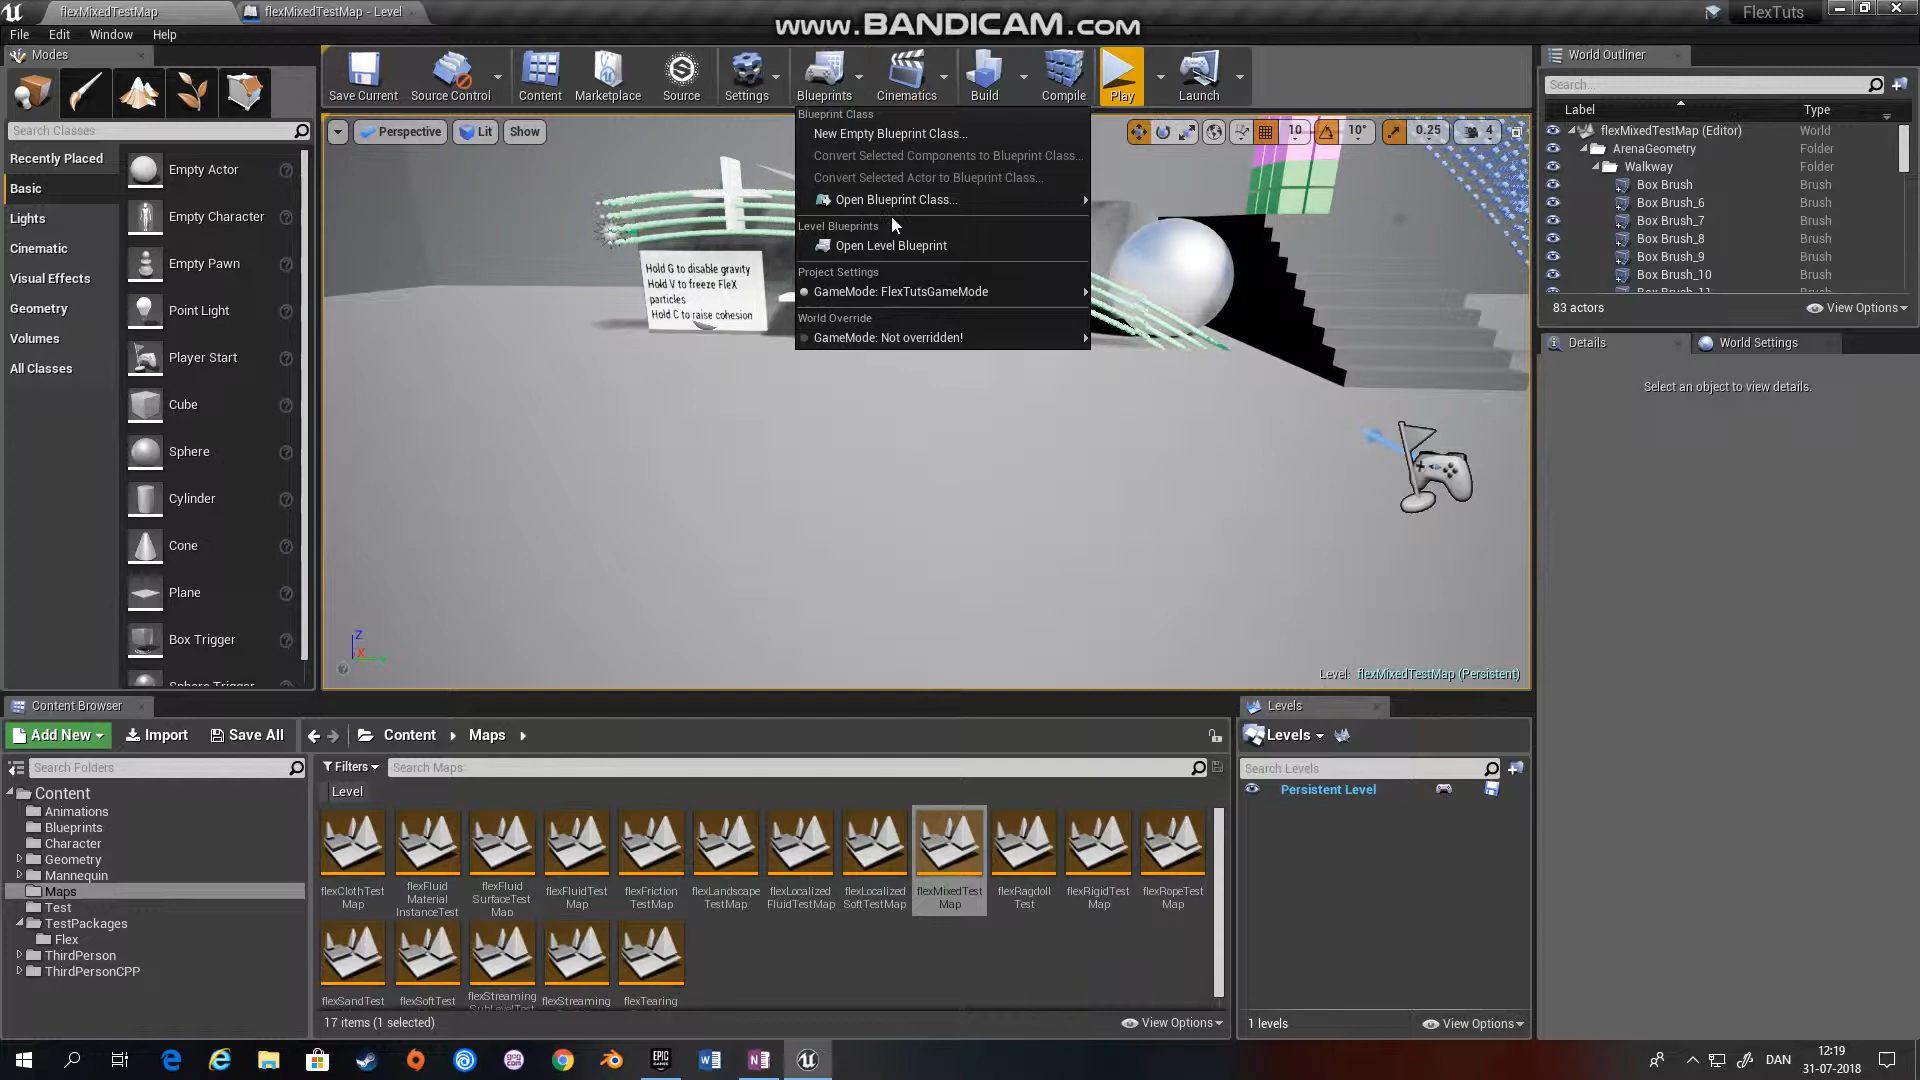 flexMixedTestMap
flexMixedTestMap - Level
www.BANDICAM.com
FlexTuts
File Edit Window Help
Modes
Save Current
Source Control
Content
Marketplace
Source
Settings
Blueprints
Cinematics
Build
Compile
Play
Launch
Search Classes
Recently Placed
Basic
Lights
Cinematic
Visual Effects
Geometry
Volumes
All Classes
Empty Actor
Empty Character
Empty Pawn
Point Light
Player Start
Cube
Sphere
Cylinder
Cone
Plane
Box Trigger
Sphere Trigger
Perspective
Lit
Show
10
10°
0.25
4
Blueprint Class
New Empty Blueprint Class...
Convert Selected Components to Blueprint Class...
Convert Selected Actor to Blueprint Class...
Open Blueprint Class...
Level Blueprints
Open Level Blueprint
Project Settings
GameMode: FlexTutsGameMode
World Override
GameMode: Not overridden!
Hold G to disable gravity
Hold V to freeze FleX
particles
Hold C to raise cohesion
Z
X
Level: flexMixedTestMap (Persistent)
World Outliner
Search...
Label Type
flexMixedTestMap (Editor) World
ArenaGeometry Folder
Walkway Folder
Box Brush Brush
Box Brush_6 Brush
Box Brush_7 Brush
Box Brush_8 Brush
Box Brush_9 Brush
Box Brush_10 Brush
Box Brush_11 Brush
83 actors
View Options
Details
World Settings
Select an object to view details.
Content Browser
Add New
Import
Save All
Content
Maps
Search Folders
Content
Animations
Blueprints
Character
Geometry
Mannequin
Maps
Test
TestPackages
Flex
ThirdPerson
ThirdPersonCPP
Filters
Search Maps
Level
flexClothTest
Map
flexFluid
Material
InstanceTest
flexFluid
SurfaceTest
Map
flexFluidTest
Map
flexFriction
TestMap
flexLandscape
TestMap
flexLocalized
FluidTestMap
flexLocalized
SoftTestMap
flexMixedTest
Map
flexRagdoll
Test
flexRigidTest
Map
flexRopeTest
Map
flexSandTest
flexSoftTest
flexStreaming
SubLevelTest
flexStreaming
flexTearing
17 items (1 selected)
View Options
Levels
Levels
Search Levels
Persistent Level
1 levels
View Options
DAN
12:19
31-07-2018